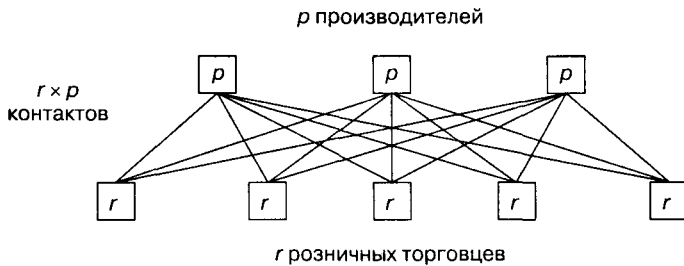 p производителей
p p p
r × p
контактов
r r r r r
r розничных торговцев